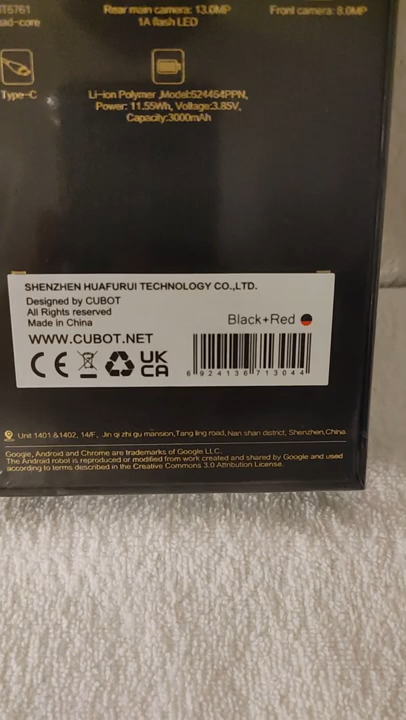 MT6761
Quad-core
Rear main camera: 13.0MP
1A flash LED
Front camera: 8.0MP
Type-C
Li-ion Polymer ,Model:524464PPN,
Power: 11.55Wh, Voltage:3.85V,
Capacity:3000mAh
SHENZHEN HUAFURUI TECHNOLOGY CO.,LTD.
Designed by CUBOT
All Rights reserved
Made in China
WWW.CUBOT.NET
Black+Red
CE
UK
CA
6 924136 713044
Unit 1401 &1402, 14/F, Jin qi zhi gu mansion,Tang ling road, Nan shan district, Shenzhen,China.
Google, Android and Chrome are trademarks of Google LLC.
The Android robot is reproduced or modified from work created and shared by Google and used
according to terms described in the Creative Commons 3.0 Attribution License.